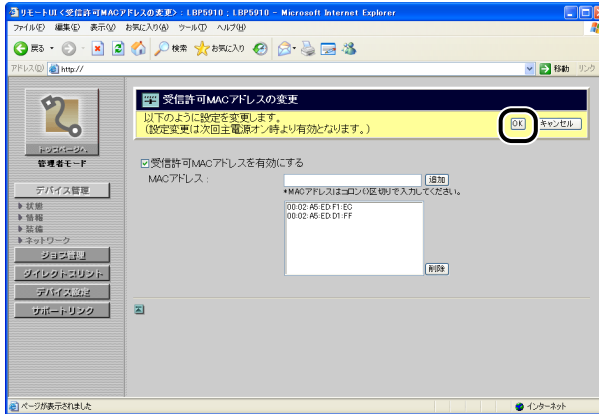 リモートUI <受信許可MACアドレスの変更> : LBP5910 ; LBP5910 - Microsoft Internet Explorer
ファイル(F) 編集(E) 表示(V) お気に入り(A) ツール(T) ヘルプ(H)
戻る 検索 お気に入り
アドレス(D) http:// 移動 リンク
受信許可MACアドレスの変更
以下のように設定を変更します。
(設定変更は次回主電源オン時より有効となります。)
OK キャンセル
トップページへ
管理者モード
デバイス管理
状態
情報
装備
ネットワーク
ジョブ管理
ダイレクトプリント
デバイス設定
サポートリンク
受信許可MACアドレスを有効にする
MACアドレス : 追加
*MACアドレスはコロン(:)区切りで入力してください。
00:02:A5:ED:F1:EC
00:02:A5:ED:D1:FF
削除
ページが表示されました インターネット